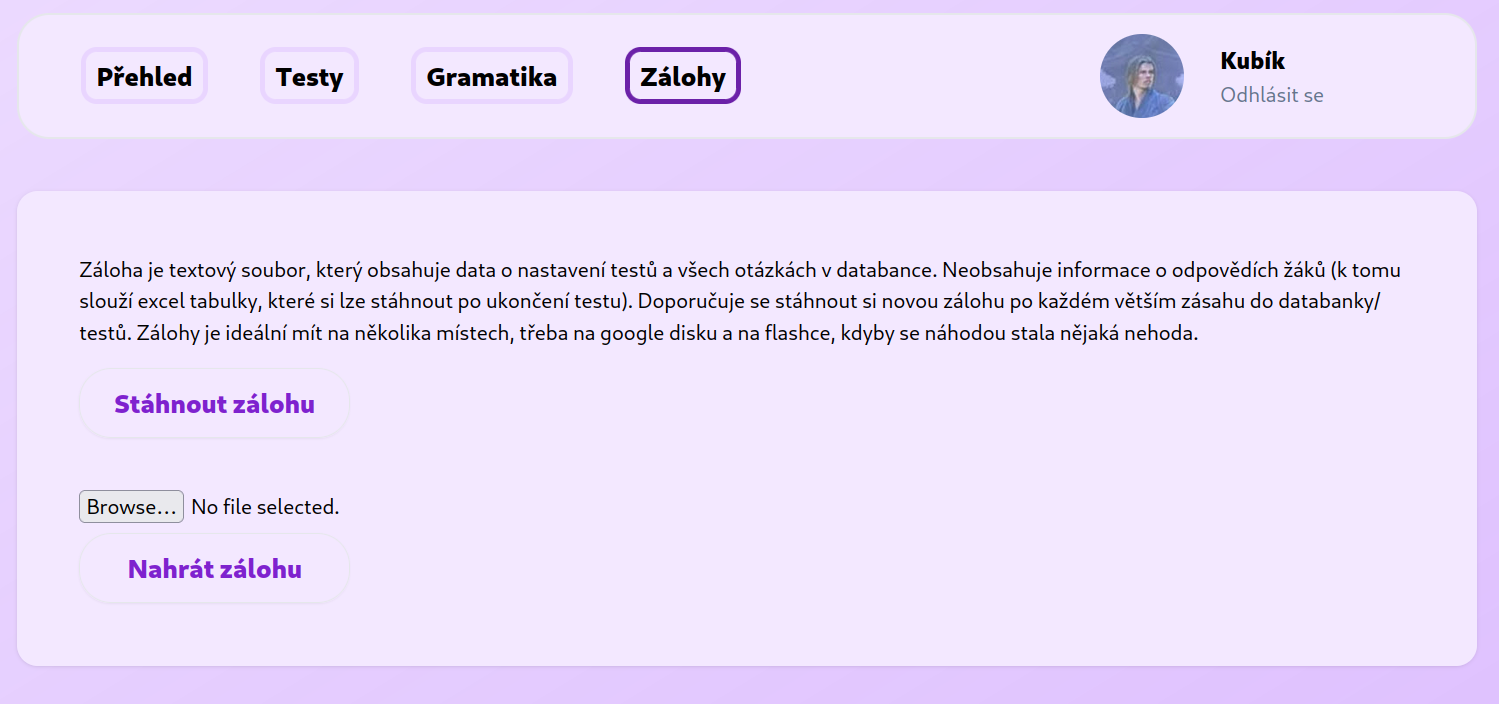 Přehled Testy Gramatika Zálohy
Kubík
Odhlásit se
Záloha je textový soubor, který obsahuje data o nastavení testů a všech otázkách v databance. Neobsahuje informace o odpovědích žáků (k tomu
slouží excel tabulky, které si lze stáhnout po ukončení testu). Doporučuje se stáhnout si novou zálohu po každém větším zásahu do databanky/
testů. Zálohy je ideální mít na několika místech, třeba na google disku a na flashce, kdyby se náhodou stala nějaká nehoda.
Stáhnout zálohu
Browse... No file selected.
Nahrát zálohu